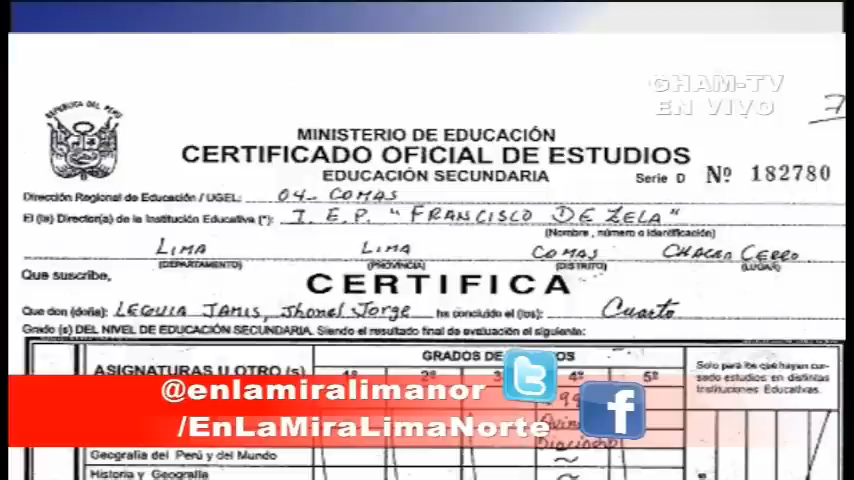 GHAM-TV
EN VIVO
REPÚBLICA DEL PERÚ
MINISTERIO DE EDUCACIÓN
CERTIFICADO OFICIAL DE ESTUDIOS
EDUCACIÓN SECUNDARIA
Serie D Nº 182780
Dirección Regional de Educación / UGEL: 04- COMAS
El (la) Director(a) de la Institución Educativa (*): I. E. P. "FRANCISCO DE ZELA"
(Nombre, número o identificación)
LIMA LIMA COMAS CHACRA CERRO
(DEPARTAMENTO) (PROVINCIA) (DISTRITO) (LUGAR)
Que suscribe,
CERTIFICA
Que don (doña): LEGUIA JAMIS, Jhonel Jorge ha concluido el (los): Cuarto
Grado (s) DEL NIVEL DE EDUCACIÓN SECUNDARIA. Siendo el resultado final de evaluación el siguiente:
ASIGNATURAS U OTRO (s)
GRADOS DE
1º 2º 3º 4º 5º
Solo para los que hayan cursado estudios en distintas
Instituciones Educativas.
@enlamiralimanor
/EnLaMiraLimaNorte
Geografía del Perú y del Mundo
Historia y Geografía